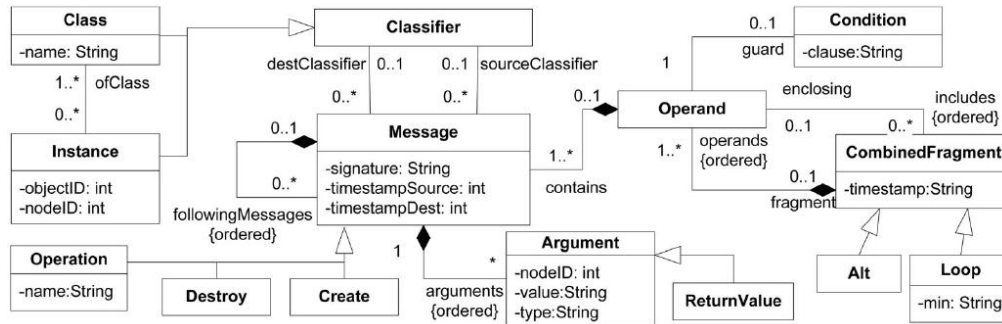 Class
-name: String
Classifier
Condition
-clause:String
0..1
guard
destClassifier
0..1
0..1
sourceClassifier
1..*
ofClass
0..*
0..*
0..*
1
Operand
enclosing
includes
{ordered}
0..1
0..*
Instance
-objectID: int
-nodeID: int
0..1
0..*
followingMessages
{ordered}
Message
-signature: String
-timestampSource: int
-timestampDest: int
0..1
1..*
contains
operands
{ordered}
1..*
0..1
fragment
CombinedFragment
-timestamp:String
Operation
-name:String
Destroy
Create
1
*
arguments
{ordered}
Argument
-nodeID: int
-value:String
-type:String
ReturnValue
Alt
Loop
-min: String